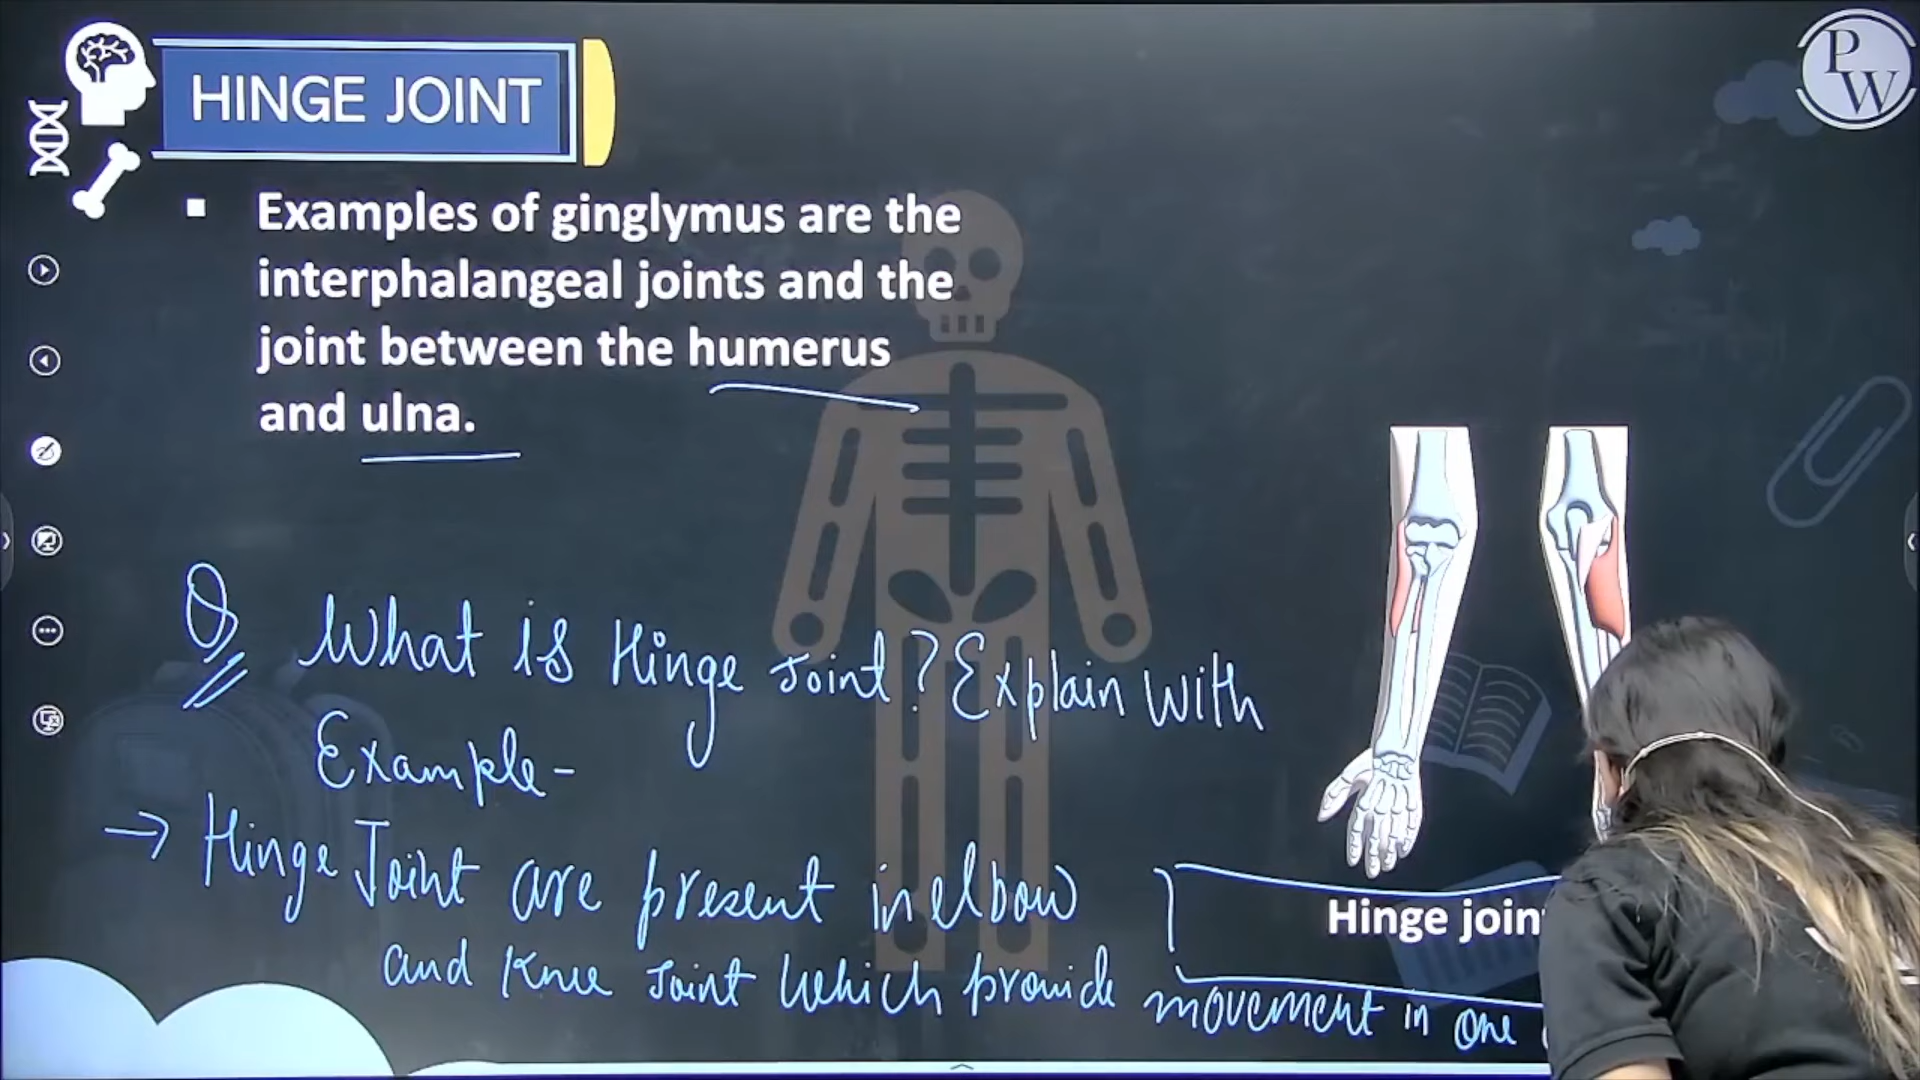 HINGE JOINT
PW
Examples of ginglymus are the
interphalangeal joints and the
joint between the humerus
and ulna.
Q What is Hinge Joint? Explain with
Example-
→ Hinge Joint are present in elbow
and Knee Joint which provide movement in one
Hinge join